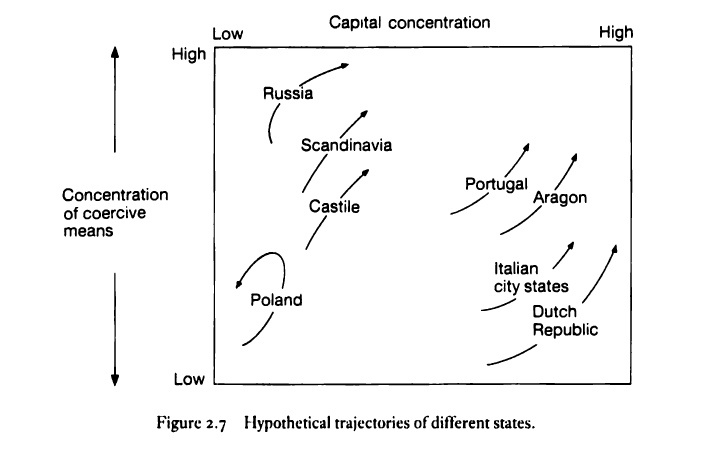 Capital concentration
Low
High
High
Russia
Scandinavia
Portugal
Aragon
Concentration
of coercive
means
Castile
Italian
city states
Poland
Dutch
Republic
Low
Figure 2.7 Hypothetical trajectories of different states.